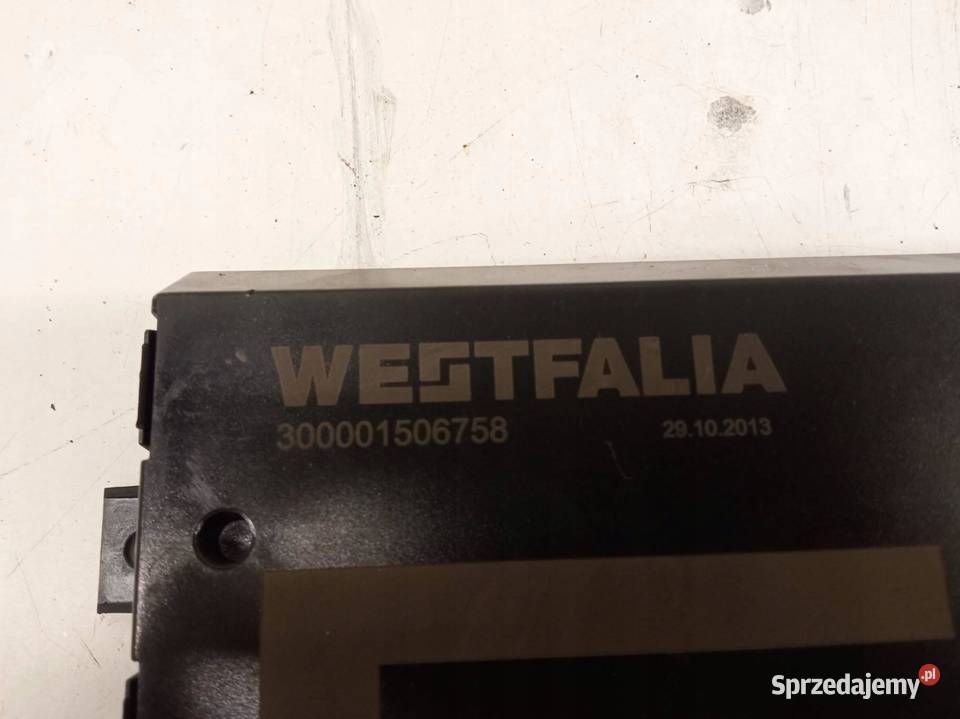 WESTFALIA
300001506758 29.10.2013
Sprzedajemy.pl